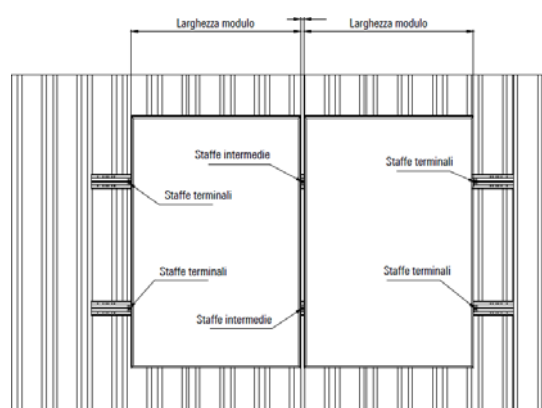 Larghezza modulo
Larghezza modulo
Staffe intermedie
Staffe terminali
Staffe terminali
Staffe terminali
Staffe terminali
Staffe intermedie